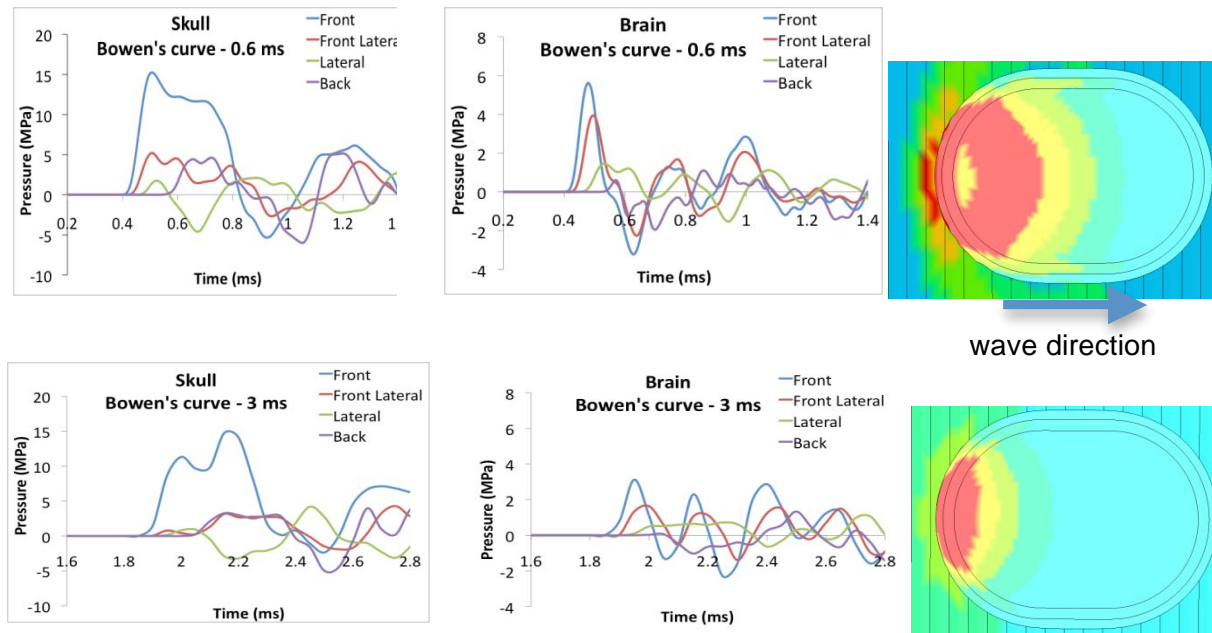 Skull
Bowen's curve - 0.6 ms
Front
Front Latera
Lateral
Back
20
15
10
5
0
-5
-10
Pressure (MPa)
0.2 0.4 0.6 0.8 1 1.2 1
Time (ms)
Brain
Bowen's curve - 0.6 ms
Front
Front Lateral
Lateral
Back
8
6
4
2
0
-2
-4
Pressure (MPa)
0.2 0.4 0.6 0.8 1 1.2 1.4
Time (ms)
wave direction
Skull
Bowen's curve - 3 ms
Front
Front Lateral
Lateral
Back
20
15
10
5
0
-5
-10
Pressure (MPa)
1.6 1.8 2 2.2 2.4 2.6 2.8
Time (ms)
Brain
Bowen's curve - 3 ms
Front
Front Lateral
Lateral
Back
8
6
4
2
0
-2
-4
Pressure (MPa)
1.6 1.8 2 2.2 2.4 2.6 2.8
Time (ms)